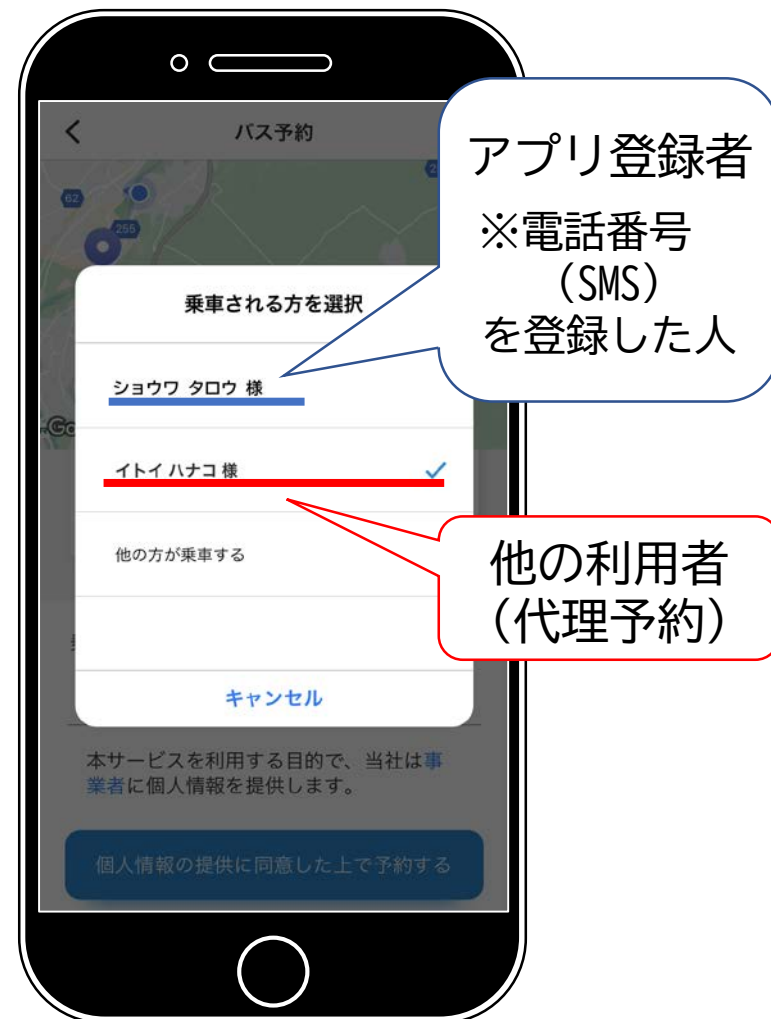 バス予約
62
255
乗車される方を選択
ショウワ タロウ 様
イトイ ハナコ 様
他の方が乗車する
キャンセル
本サービスを利用する目的で、当社は事
業者に個人情報を提供します。
個人情報の提供に同意した上で予約する
アプリ登録者
※電話番号
（SMS）
を登録した人
他の利用者
（代理予約）